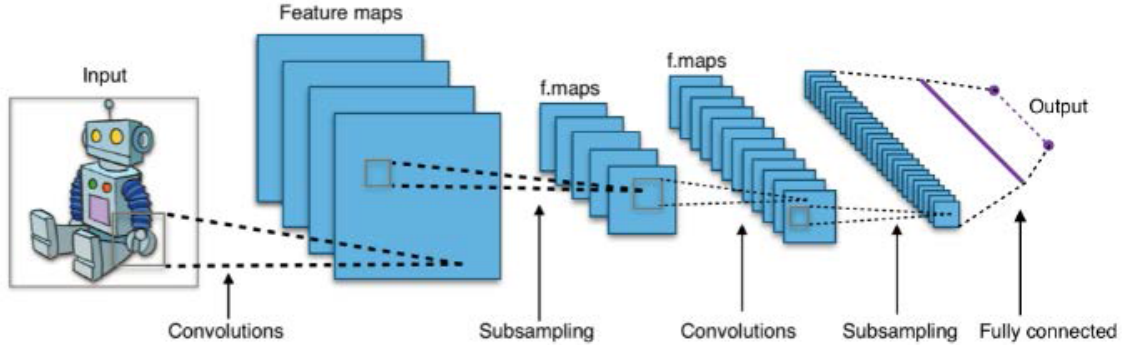 Feature maps
f.maps
f.maps
Input
Output
Convolutions
Subsampling
Convolutions
Subsampling
Fully connected